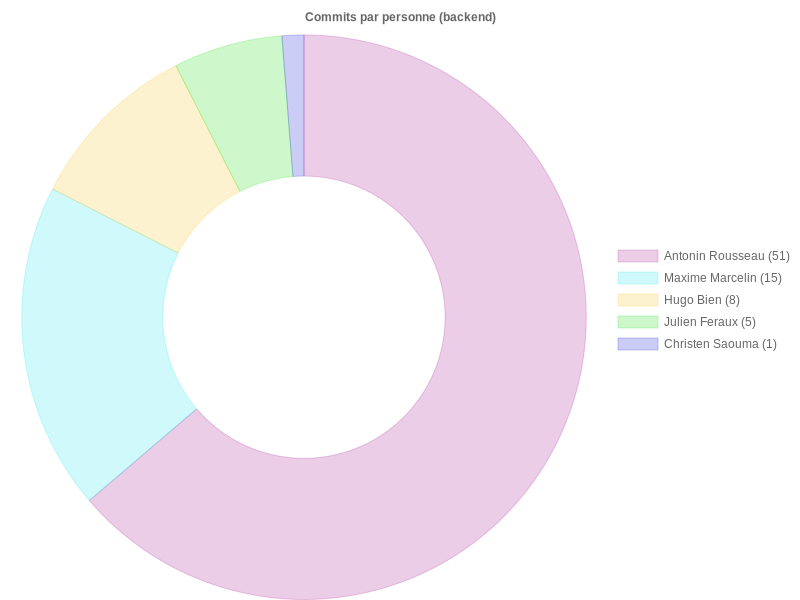 Commits par personne (backend)
Antonin Rousseau (51)
Maxime Marcelin (15)
Hugo Bien (8)
Julien Feraux (5)
Christen Saouma (1)